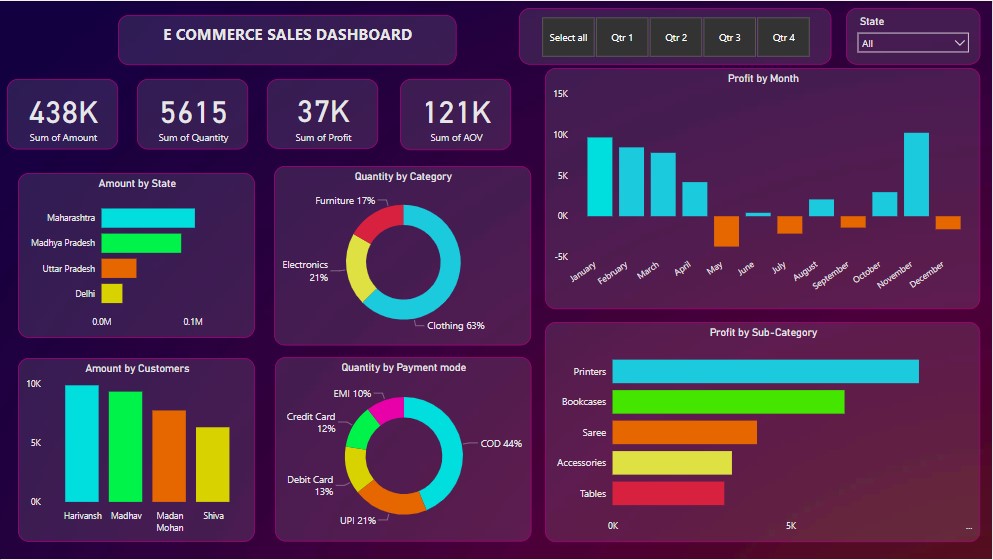 E COMMERCE SALES DASHBOARD
Select all
Qtr 1
Qtr 2
Qtr 3
Qtr 4
State
All
438K
Sum of Amount
5615
Sum of Quantity
37K
Sum of Profit
121K
Sum of AOV
Amount by State
Maharashtra
Madhya Pradesh
Uttar Pradesh
Delhi
0.0M
0.1M
Quantity by Category
Furniture 17%
Electronics
21%
Clothing 63%
Profit by Month
15K
10K
5K
0K
-5K
January
February
March
April
May
June
July
August
September
October
November
December
Amount by Customers
10K
5K
0K
Harivansh
Madhav
Madan
Mohan
Shiva
Quantity by Payment mode
EMI 10%
Credit Card
12%
Debit Card
13%
UPI 21%
COD 44%
Profit by Sub-Category
Printers
Bookcases
Saree
Accessories
Tables
0K
5K
...